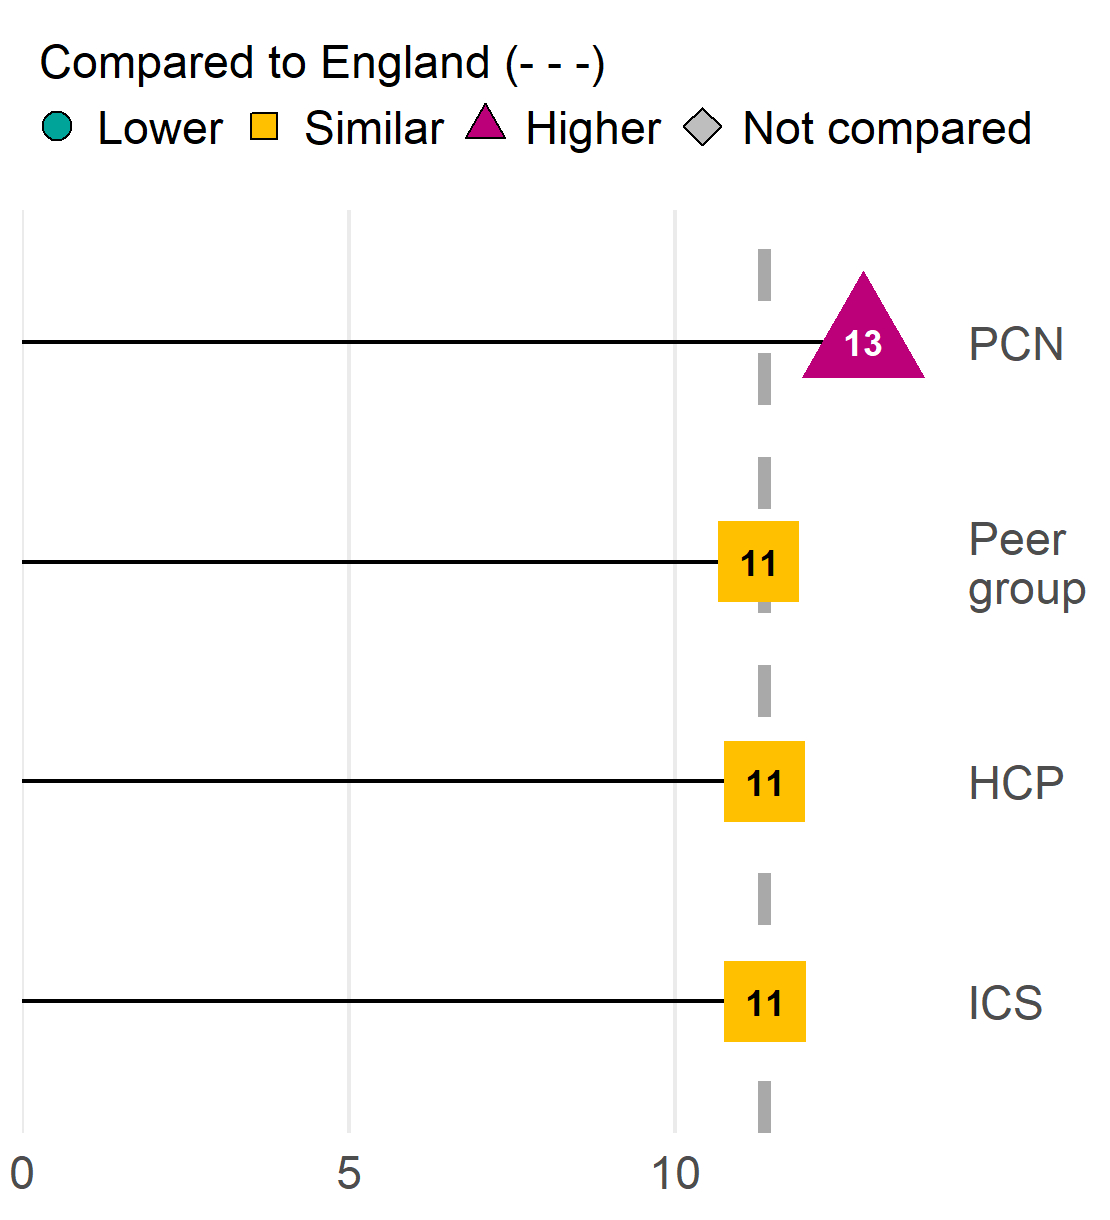 Compared to England (- - -)
Lower Similar Higher Not compared
13 PCN
Peer
11 group
11 HCP
11 ICS
0 5 10